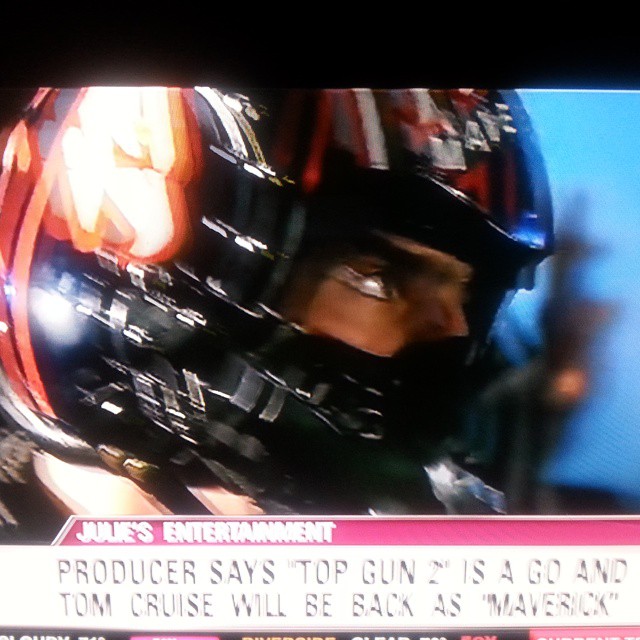 JULIE'S ENTERTAINMENT
PRODUCER SAYS "TOP GUN 2" IS A GO AND
TOM CRUISE WILL BE BACK AS "MAVERICK"
CLOUDY RIVERSIDE CLEAR